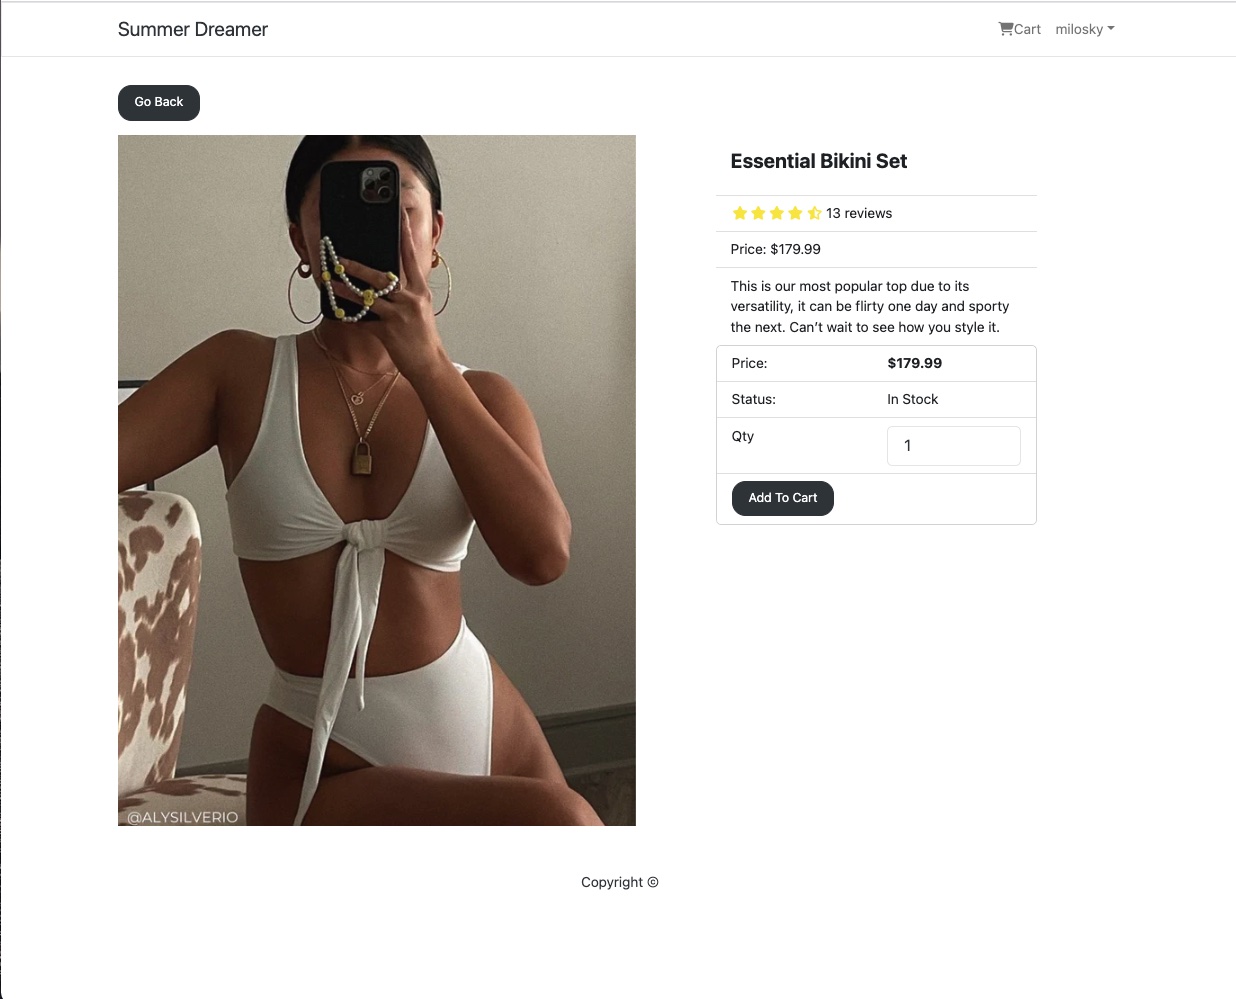 Summer Dreamer
Cart milosky
Go Back
Essential Bikini Set
13 reviews
Price: $179.99
This is our most popular top due to its
versatility, it can be flirty one day and sporty
the next. Can't wait to see how you style it.
Price: $179.99
Status: In Stock
Qty 1
Add To Cart
@ALYSILVERIO
Copyright ©